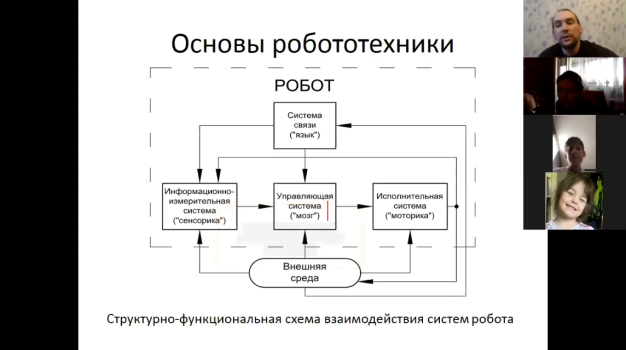 Основы робототехники
РОБОТ
Система
связи
("язык")
Информационно-
измерительная
система
("сенсорика")
Управляющая
система
("мозг")
Исполнительная
система
("моторика")
Внешняя
среда
Структурно-функциональная схема взаимодействия систем робота